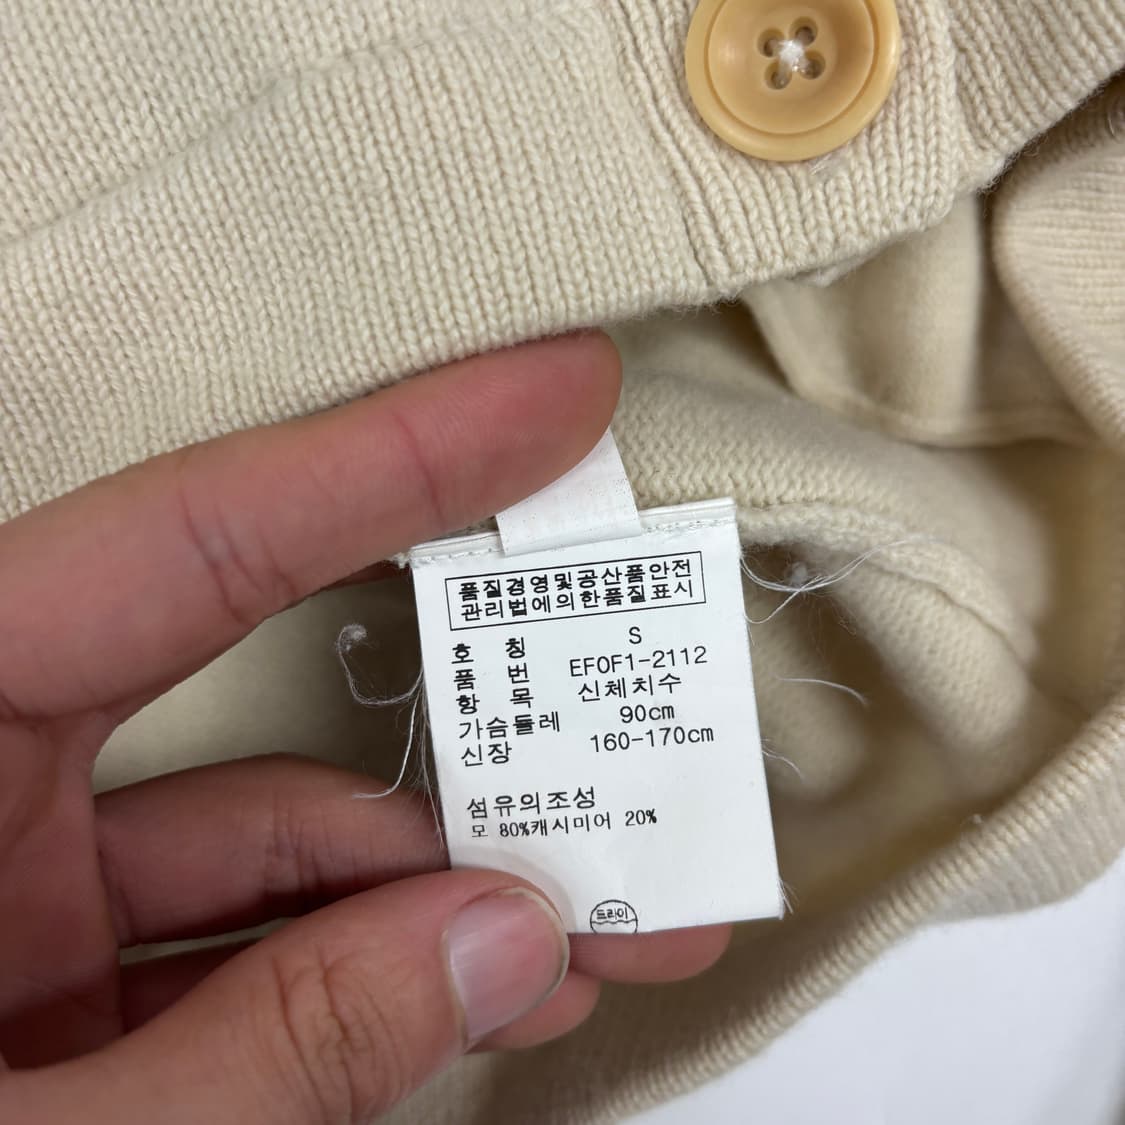 품질경영및공산품안전
관리법에의한품질표시
호 칭 S
품 번 EF0F1-2112
항 목 신체치수
가슴둘레 90cm
신장 160-170cm
섬유의조성
모 80%캐시미어 20%
드라이